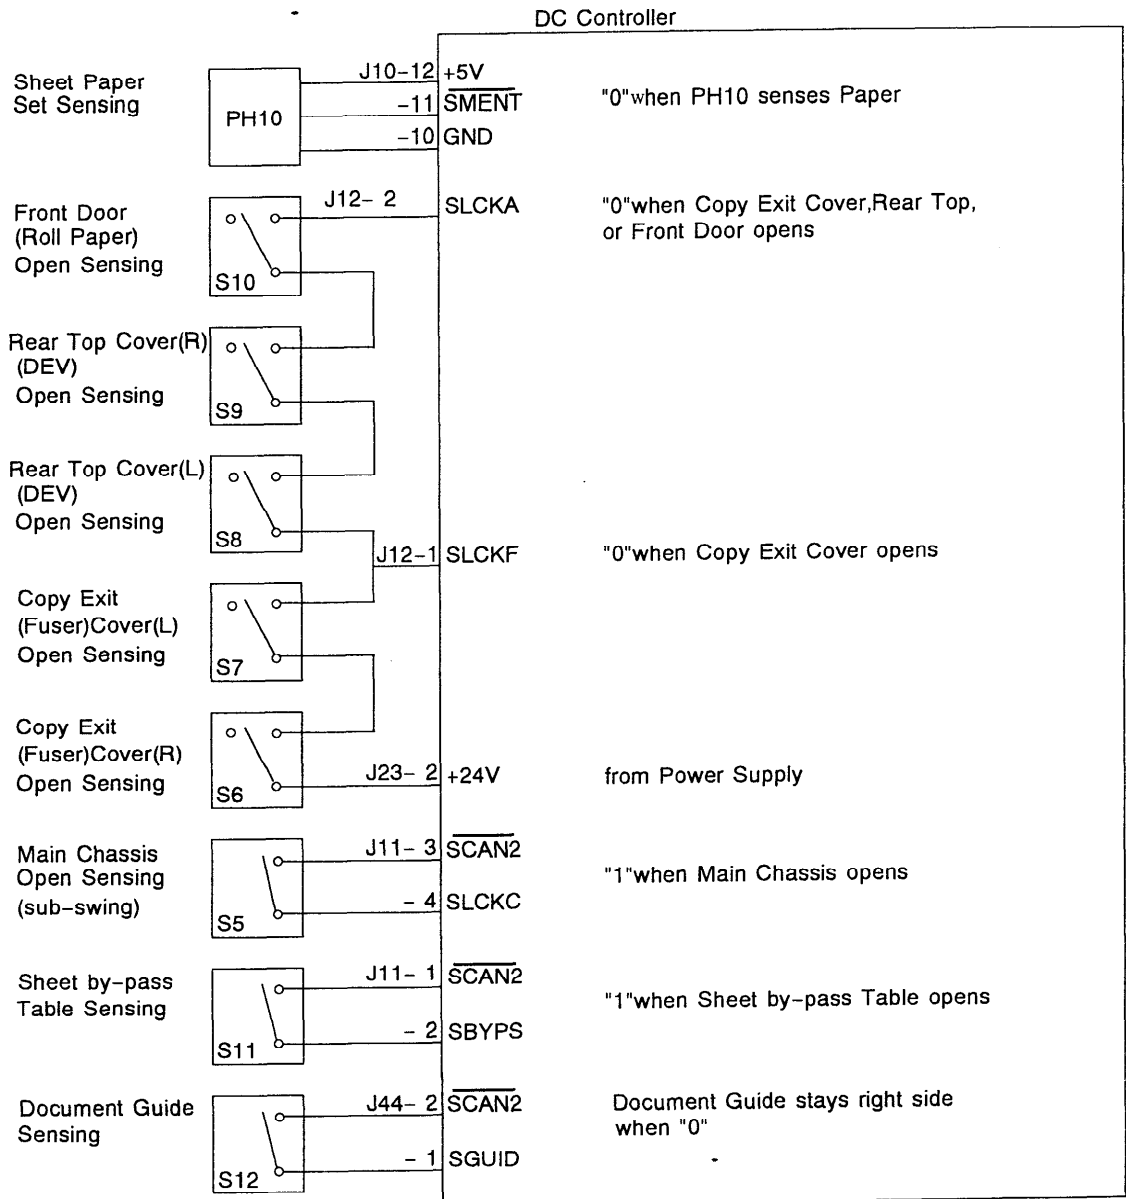 DC Controller
Sheet Paper
Set Sensing
PH10
J10-12 +5V
-11 SMENT
-10 GND
"0"when PH10 senses Paper
Front Door
(Roll Paper)
Open Sensing
S10
J12- 2 SLCKA
"0"when Copy Exit Cover,Rear Top,
or Front Door opens
Rear Top Cover(R)
(DEV)
Open Sensing
S9
Rear Top Cover(L)
(DEV)
Open Sensing
S8
J12-1 SLCKF
"0"when Copy Exit Cover opens
Copy Exit
(Fuser)Cover(L)
Open Sensing
S7
Copy Exit
(Fuser)Cover(R)
Open Sensing
S6
J23- 2 +24V
from Power Supply
Main Chassis
Open Sensing
(sub-swing)
S5
J11- 3 SCAN2
- 4 SLCKC
"1"when Main Chassis opens
Sheet by-pass
Table Sensing
S11
J11- 1 SCAN2
- 2 SBYPS
"1"when Sheet by-pass Table opens
Document Guide
Sensing
S12
J44- 2 SCAN2
- 1 SGUID
Document Guide stays right side
when "0"